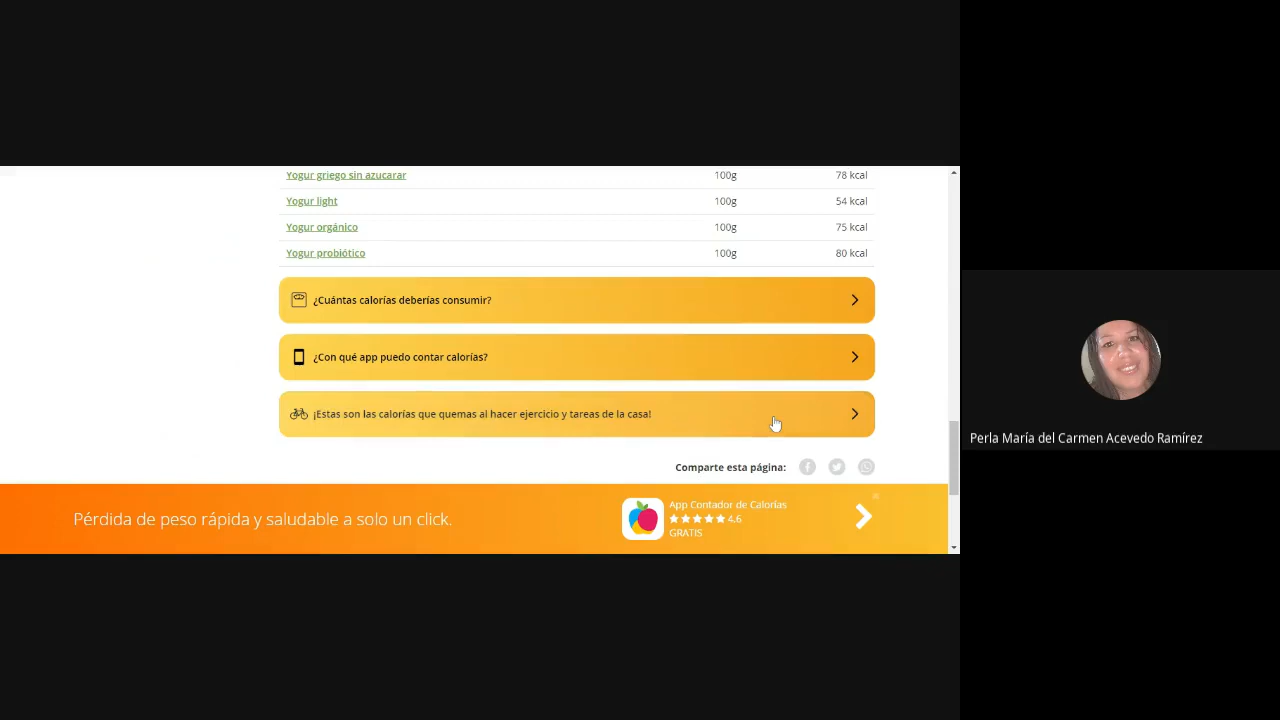 Yogur griego sin azucarar 100g 78 kcal
Yogur light 100g 54 kcal
Yogur orgánico 100g 75 kcal
Yogur probiótico 100g 80 kcal
¿Cuántas calorías deberías consumir?
¿Con qué app puedo contar calorías?
¡Estas son las calorías que quemas al hacer ejercicio y tareas de la casa!
Comparte esta página:
Pérdida de peso rápida y saludable a solo un click.
App Contador de Calorías
4.6
GRATIS
Perla María del Carmen Acevedo Ramírez